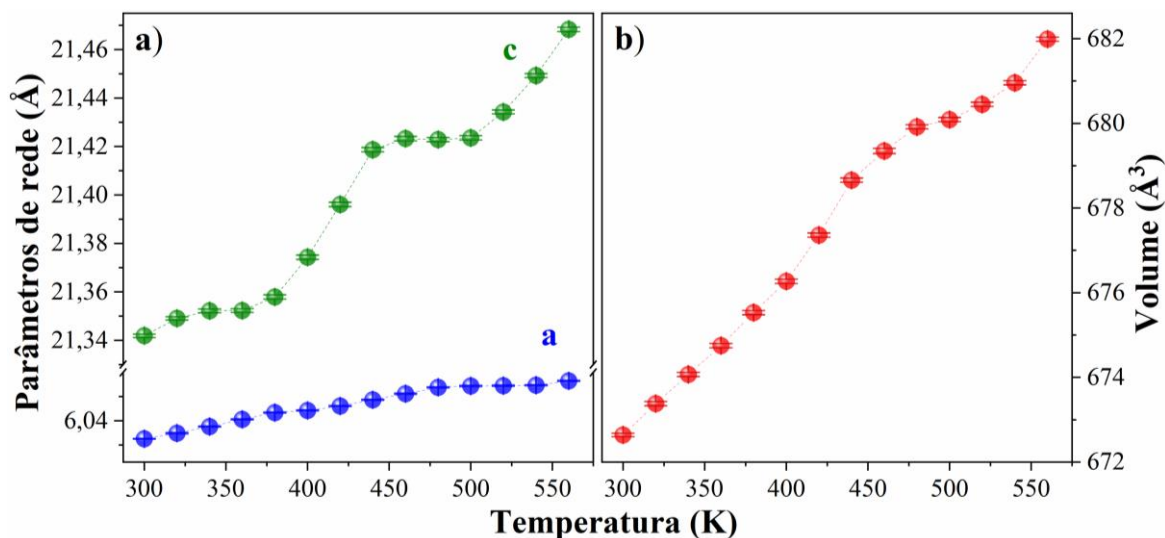 a)
c
a
Parâmetros de rede (Å)
21,46
21,44
21,42
21,40
21,38
21,36
21,34
6,04
300 350 400 450 500 550
b)
682
680
678
676
674
672
Volume (Å³)
300 350 400 450 500 550
Temperatura (K)